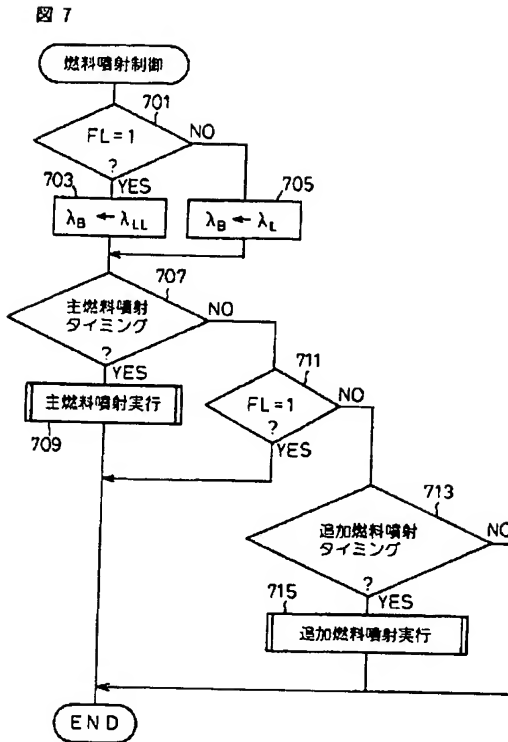 図 7
燃料噴射制御
701
FL=1
?
NO
YES
703
λB ← λLL
705
λB ← λL
707
主燃料噴射
タイミング
?
NO
YES
主燃料噴射実行
709
711
FL=1
?
NO
YES
713
追加燃料噴射
タイミング
?
NO
YES
715
追加燃料噴射実行
END